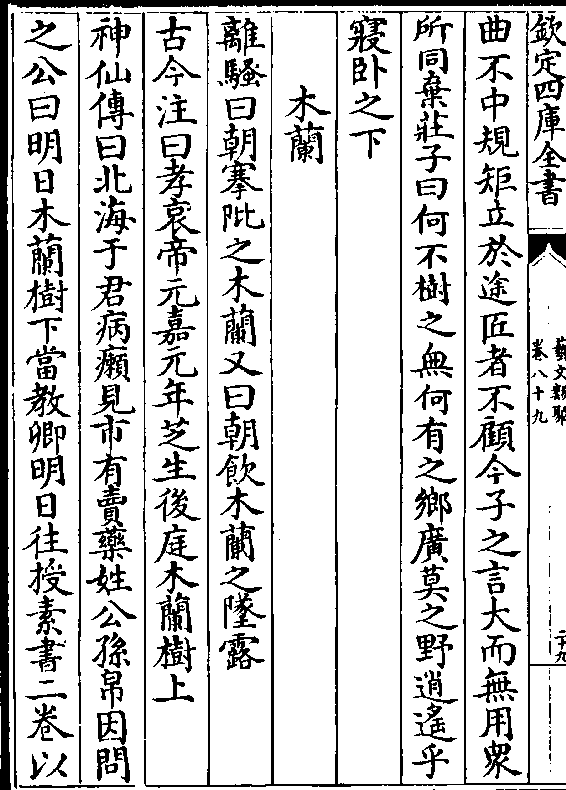 欽定四庫全書
藝文類聚
卷八十九
二十九
曲不中規矩立於途匠者不顧今子之言大而無用衆
所同棄莊子曰何不樹之無何有之鄉廣莫之野逍遙乎
寢卧之下
木蘭
離騷曰朝搴阰之木蘭又曰朝飲木蘭之墜露
古今注曰孝哀帝元嘉元年芝生後庭木蘭樹上
神仙傳曰北海于君病癩見市有賣藥姓公孫帛因問
之公曰明日木蘭樹下當教卿明日往授素書二卷以